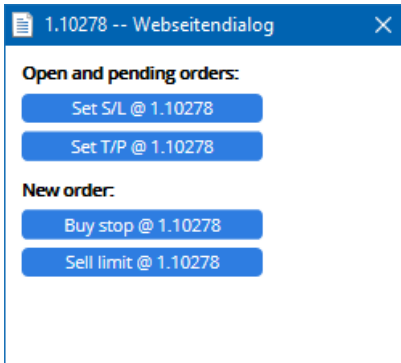 1.10278 -- Webseitendialog
Open and pending orders:
Set S/L @ 1.10278
Set T/P @ 1.10278
New order:
Buy stop @ 1.10278
Sell limit @ 1.10278